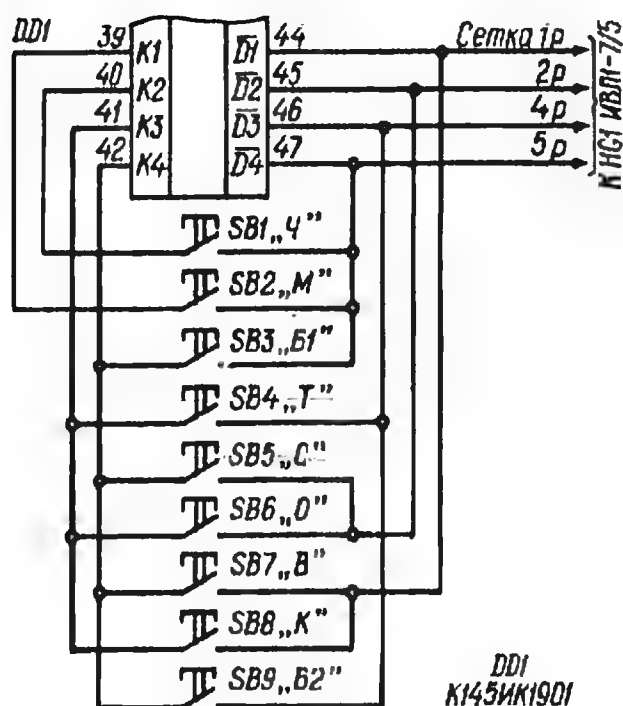 DD1
39 K1 D1 44 Сетка 1р
40 K2 D2 45 2р
41 K3 D3 46 4р
42 K4 D4 47 5р
К HG1 ИВЛ1-7/5
SB1 „Ч"
SB2 „М"
SB3 „Б1"
SB4 „Т"
SB5 „С"
SB6 „О"
SB7 „В"
SB8 „К"
SB9 „Б2"
DD1
К145ИК1901